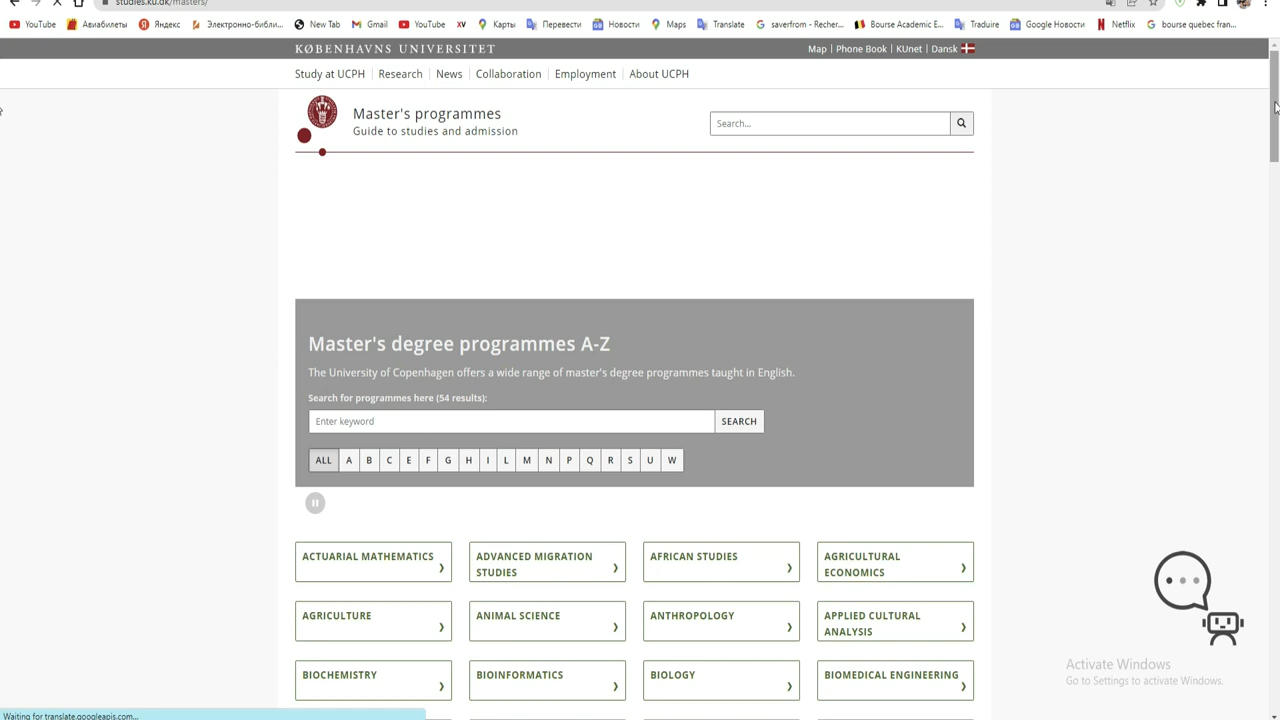 studies.ku.dk/masters/
YouTube Авиабилеты Яндекс Электронно-библи... New Tab Gmail YouTube XV Карты Перевести Новости Maps Translate saverfrom - Recher... Bourse Academic E... Traduire Google Новости Netflix bourse quebec fran...
KØBENHAVNS UNIVERSITET
Map | Phone Book | KUnet | Dansk
Study at UCPH | Research | News | Collaboration | Employment | About UCPH
Master's programmes
Guide to studies and admission
Search...
Master's degree programmes A-Z
The University of Copenhagen offers a wide range of master's degree programmes taught in English.
Search for programmes here (54 results):
Enter keyword
SEARCH
ALL A B C E F G H I L M N P Q R S U W
ACTUARIAL MATHEMATICS
ADVANCED MIGRATION
STUDIES
AFRICAN STUDIES
AGRICULTURAL
ECONOMICS
AGRICULTURE
ANIMAL SCIENCE
ANTHROPOLOGY
APPLIED CULTURAL
ANALYSIS
BIOCHEMISTRY
BIOINFORMATICS
BIOLOGY
BIOMEDICAL ENGINEERING
Activate Windows
Go to Settings to activate Windows.
Waiting for translate.googleapis.com...